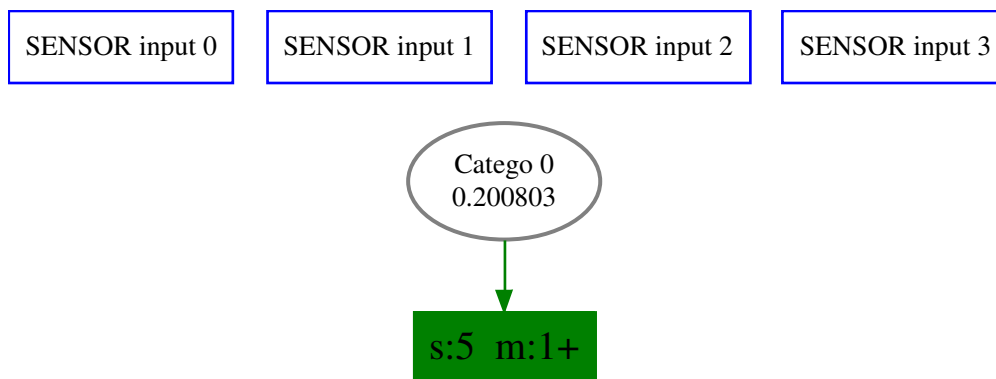 SENSOR input 0
SENSOR input 1
SENSOR input 2
SENSOR input 3
Catego 0
0.200803
s:5  m:1+